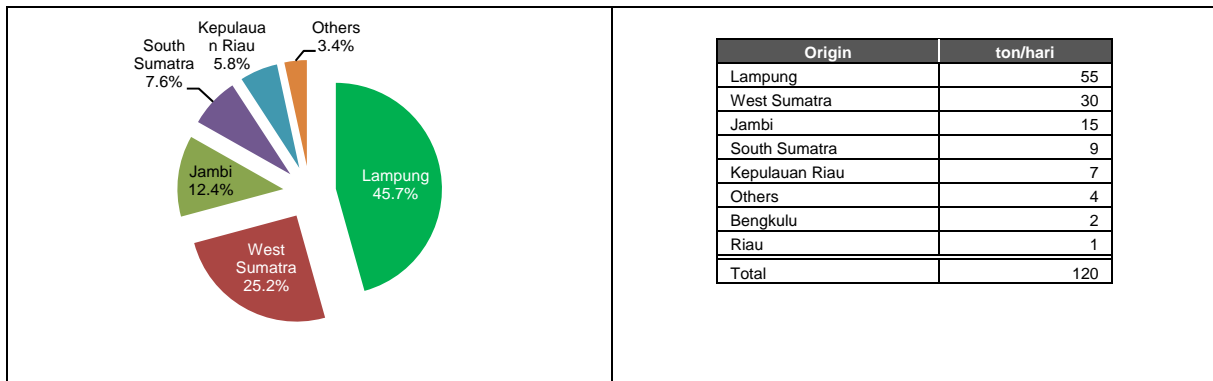 Kepulaua
n Riau
5.8%
Others
3.4%
South
Sumatra
7.6%
Jambi
12.4%
Lampung
45.7%
West
Sumatra
25.2%
Origin ton/hari
Lampung 55
West Sumatra 30
Jambi 15
South Sumatra 9
Kepulauan Riau 7
Others 4
Bengkulu 2
Riau 1
Total 120